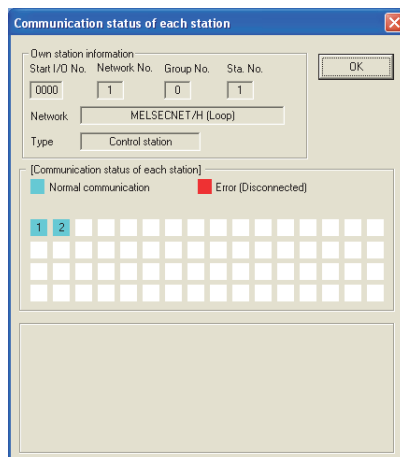 Communication status of each station
Own station information
Start I/O No. Network No. Group No. Sta. No.
OK
0000 1 0 1
Network MELSECNET/H (Loop)
Type Control station
[Communication status of each station]
Normal communication Error (Disconnected)
1 2